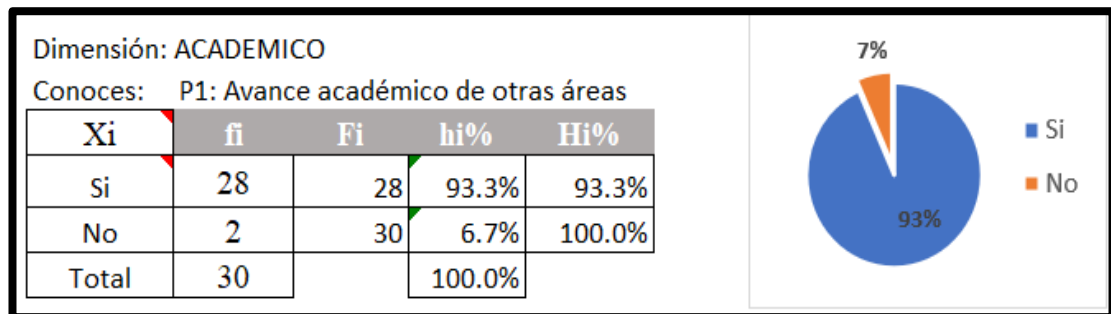 Dimensión: ACADEMICO
Conoces: P1: Avance académico de otras áreas
Xi fi Fi hi% Hi%
Si 28 28 93.3% 93.3%
No 2 30 6.7% 100.0%
Total 30 100.0%
7%
93%
Si
No